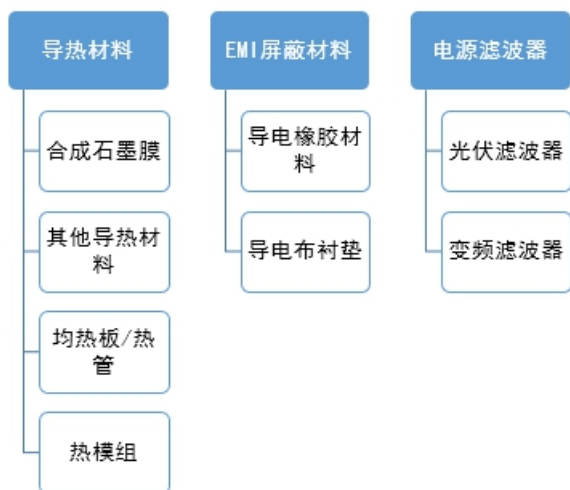 导热材料
合成石墨膜
其他导热材
料
均热板/热
管
热模组
EMI屏蔽材料
导电橡胶材
料
导电布衬垫
电源滤波器
光伏滤波器
变频滤波器